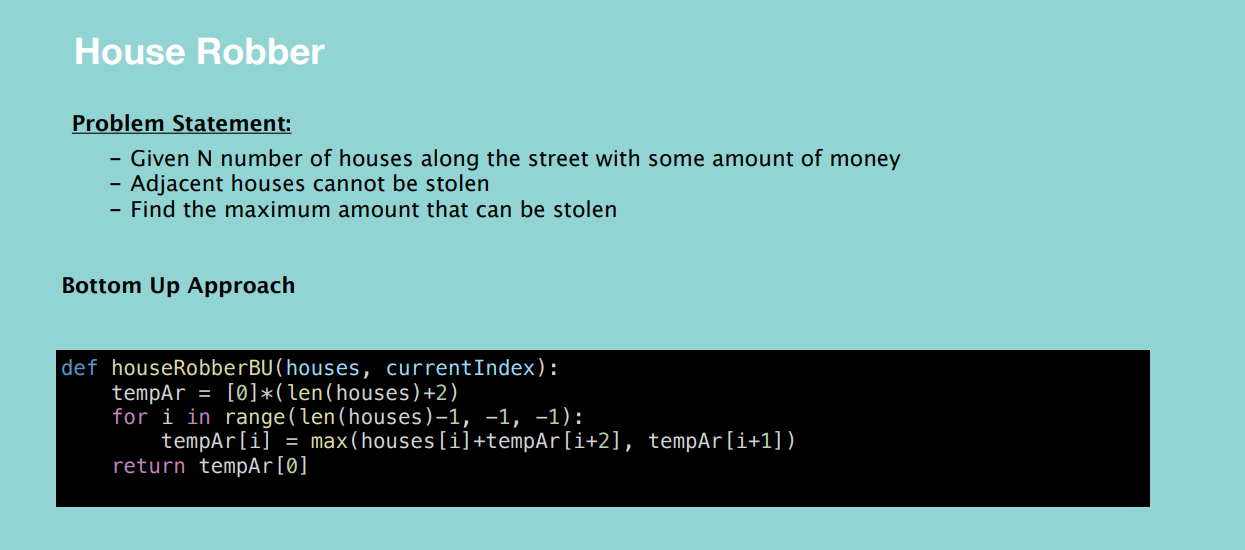 House Robber
Problem Statement:
- Given N number of houses along the street with some amount of money
- Adjacent houses cannot be stolen
- Find the maximum amount that can be stolen
Bottom Up Approach
def houseRobberBU(houses, currentIndex):
    tempAr = [0]*(len(houses)+2)
    for i in range(len(houses)-1, -1, -1):
        tempAr[i] = max(houses[i]+tempAr[i+2], tempAr[i+1])
    return tempAr[0]